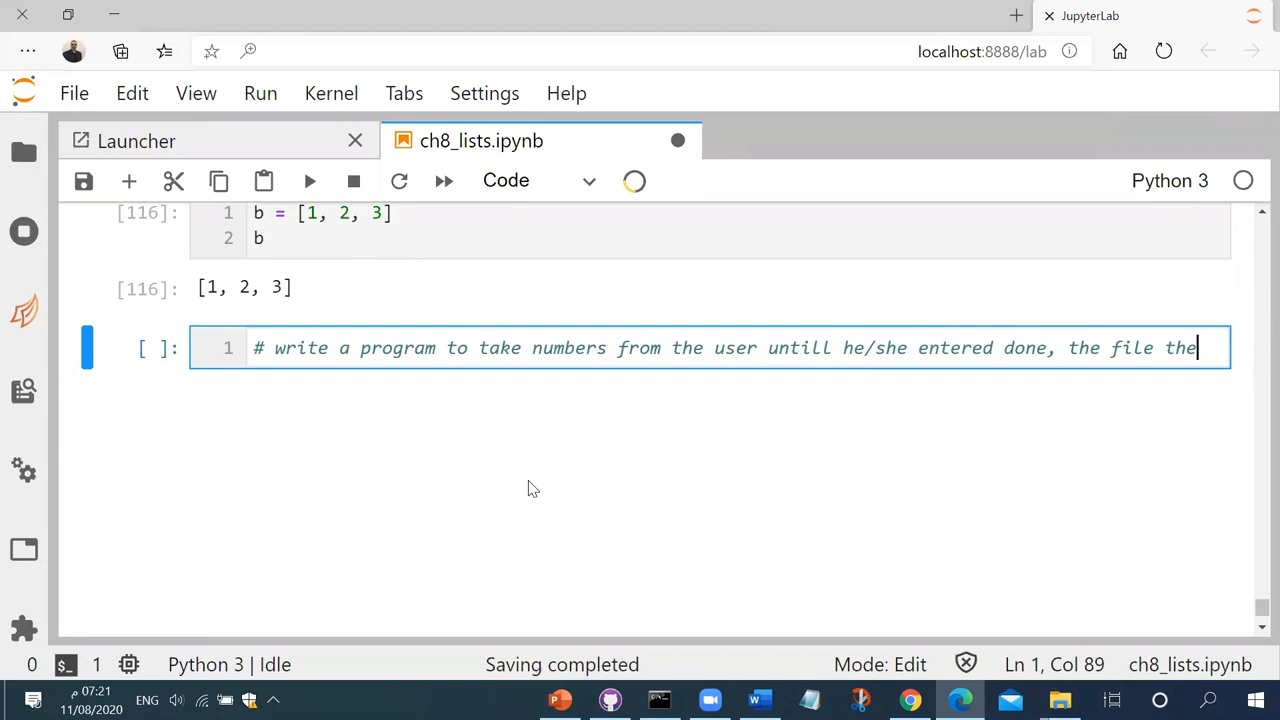 JupyterLab
localhost:8888/lab
File Edit View Run Kernel Tabs Settings Help
Launcher ch8_lists.ipynb
Code Python 3
[116]: 1 b = [1, 2, 3]
2 b
[116]: [1, 2, 3]
[ ]: 1 # write a program to take numbers from the user untill he/she entered done, the file the
0 $_ 1 Python 3 | Idle Saving completed Mode: Edit Ln 1, Col 89 ch8_lists.ipynb
07:21 م
ENG
11/08/2020